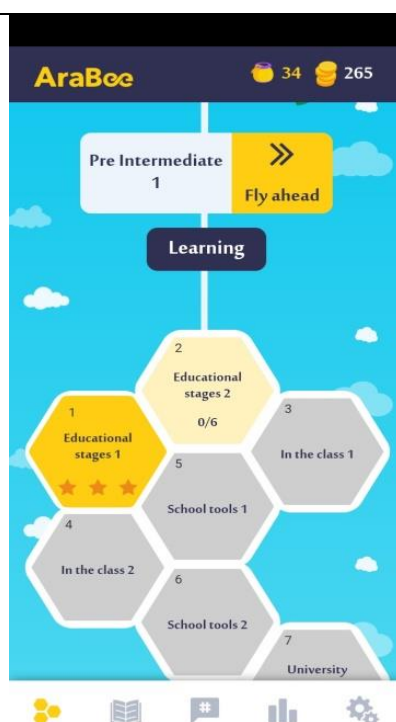 AraBee
34
265
Pre Intermediate
1
Fly ahead
Learning
1
Educational
stages 1
2
Educational
stages 2
0/6
3
In the class 1
4
In the class 2
5
School tools 1
6
School tools 2
7
University
#